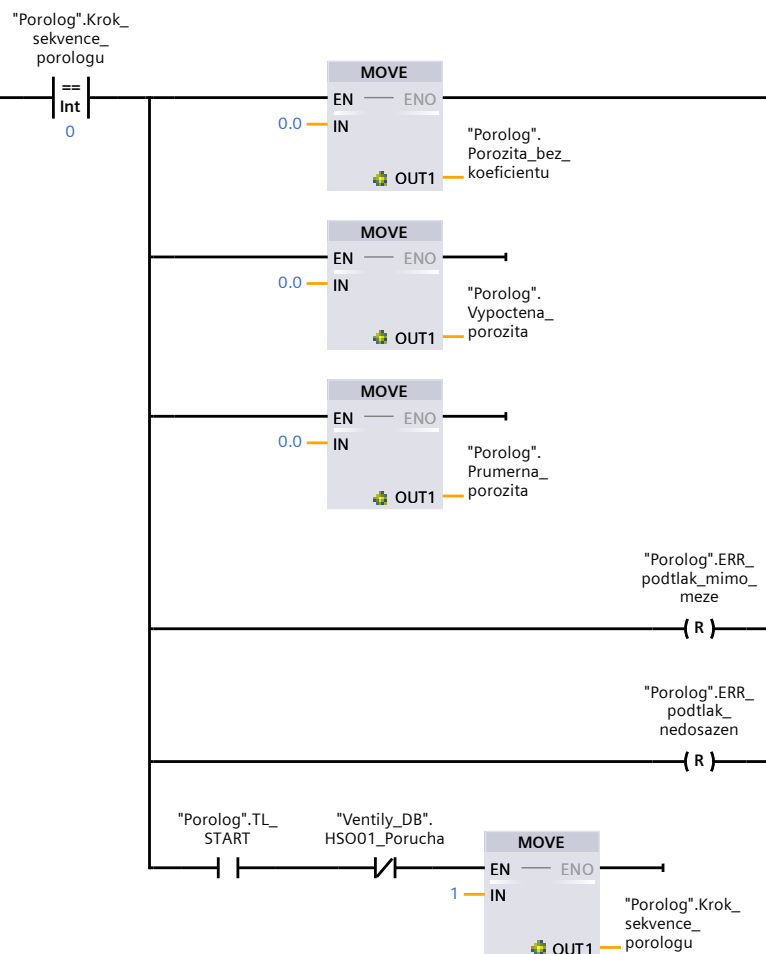 "Porolog".Krok_
sekvence_
porologu
==
Int
0
MOVE
EN
ENO
0.0
IN
OUT1
"Porolog".
Porozita_bez_
koeficientu
MOVE
EN
ENO
0.0
IN
OUT1
"Porolog".
Vypoctena_
porozita
MOVE
EN
ENO
0.0
IN
OUT1
"Porolog".
Prumerna_
porozita
"Porolog".ERR_
podtlak_mimo_
meze
R
"Porolog".ERR_
podtlak_
nedosazen
R
"Porolog".TL_
START
"Ventily_DB".
HSO01_Porucha
MOVE
EN
ENO
1
IN
OUT1
"Porolog".Krok_
sekvence_
porologu